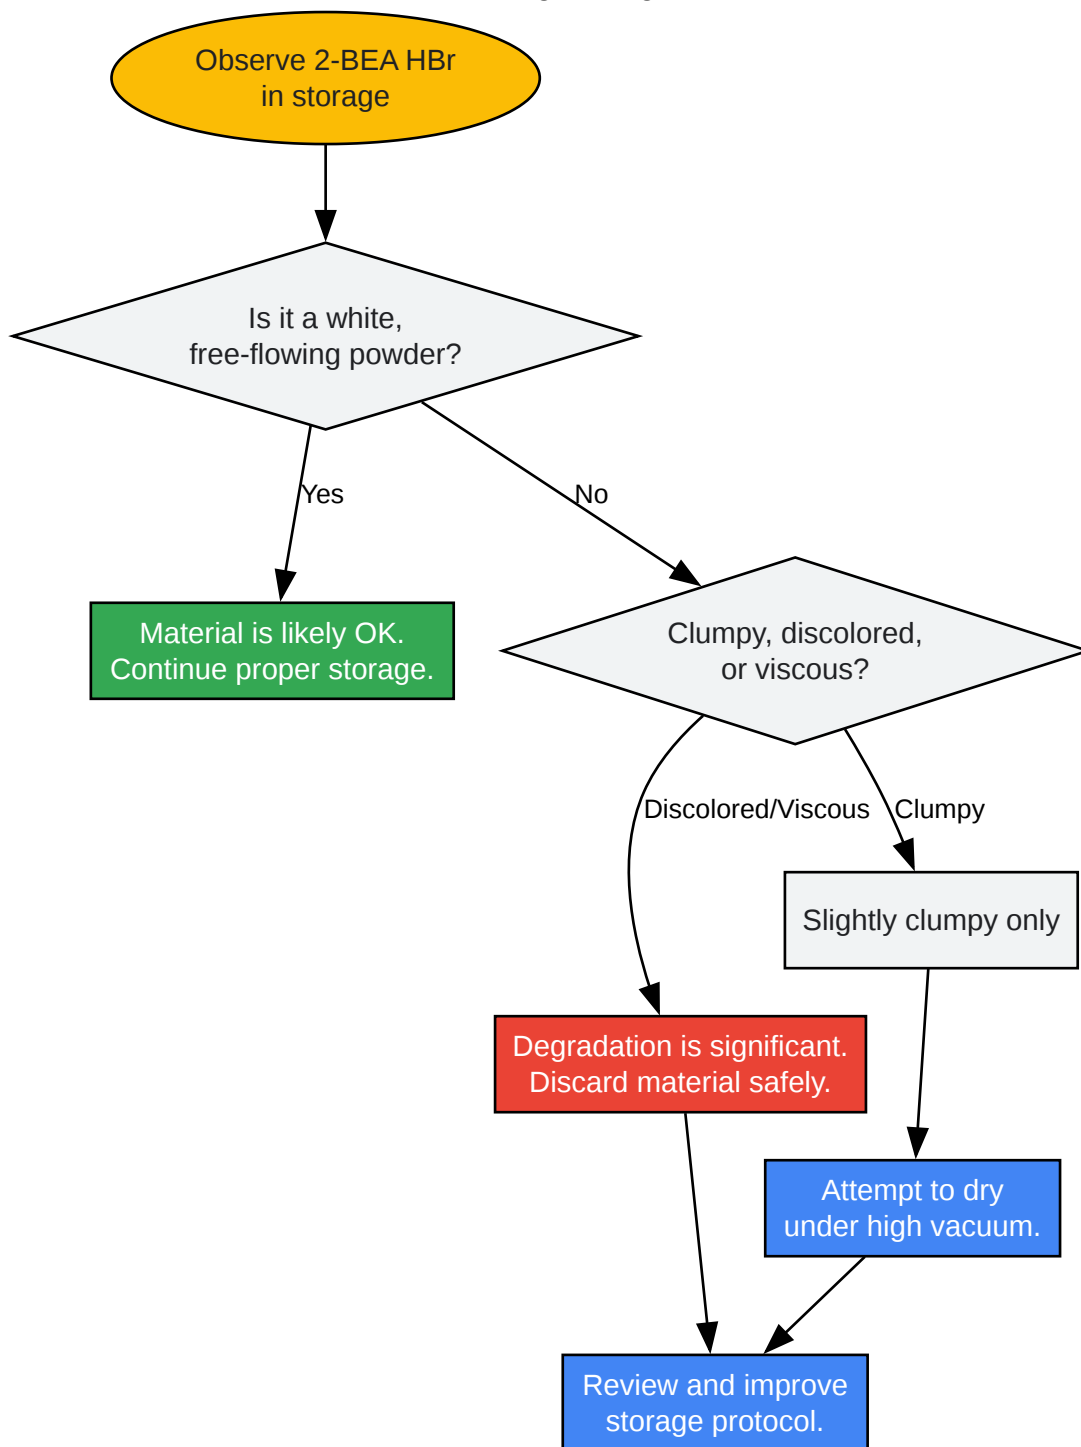 Observe 2-BEA HBr
in storage
Is it a white,
free-flowing powder?
Yes
No
Material is likely OK.
Continue proper storage.
Clumpy, discolored,
or viscous?
Discolored/Viscous
Clumpy
Slightly clumpy only
Degradation is significant.
Discard material safely.
Attempt to dry
under high vacuum.
Review and improve
storage protocol.